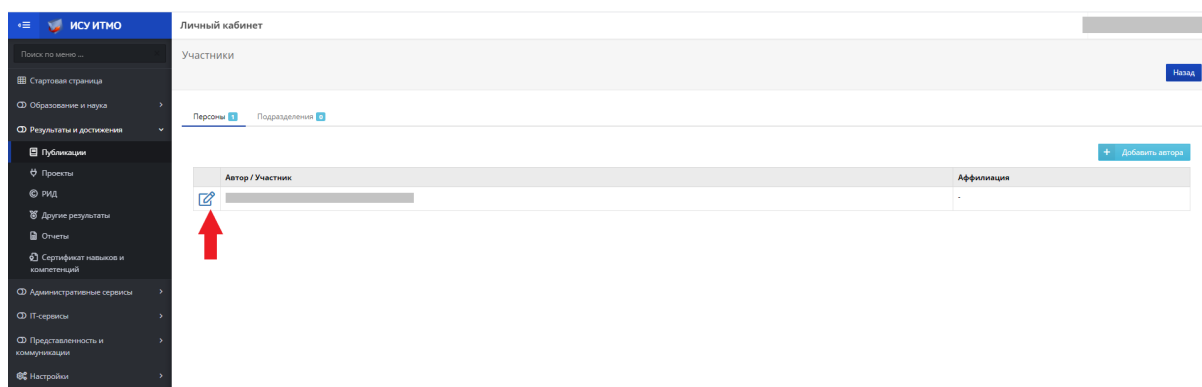 ИСУ ИТМО
Личный кабинет
Поиск по меню ...
Участники
Назад
Стартовая страница
Образование и наука
Персоны 1
Подразделения 0
Результаты и достижения
Публикации
+ Добавить автора
Проекты
Автор / Участник
Аффилиация
РИД
-
Другие результаты
Отчеты
Сертификат навыков и
компетенций
Административные сервисы
IT-сервисы
Представленность и
коммуникации
Настройки